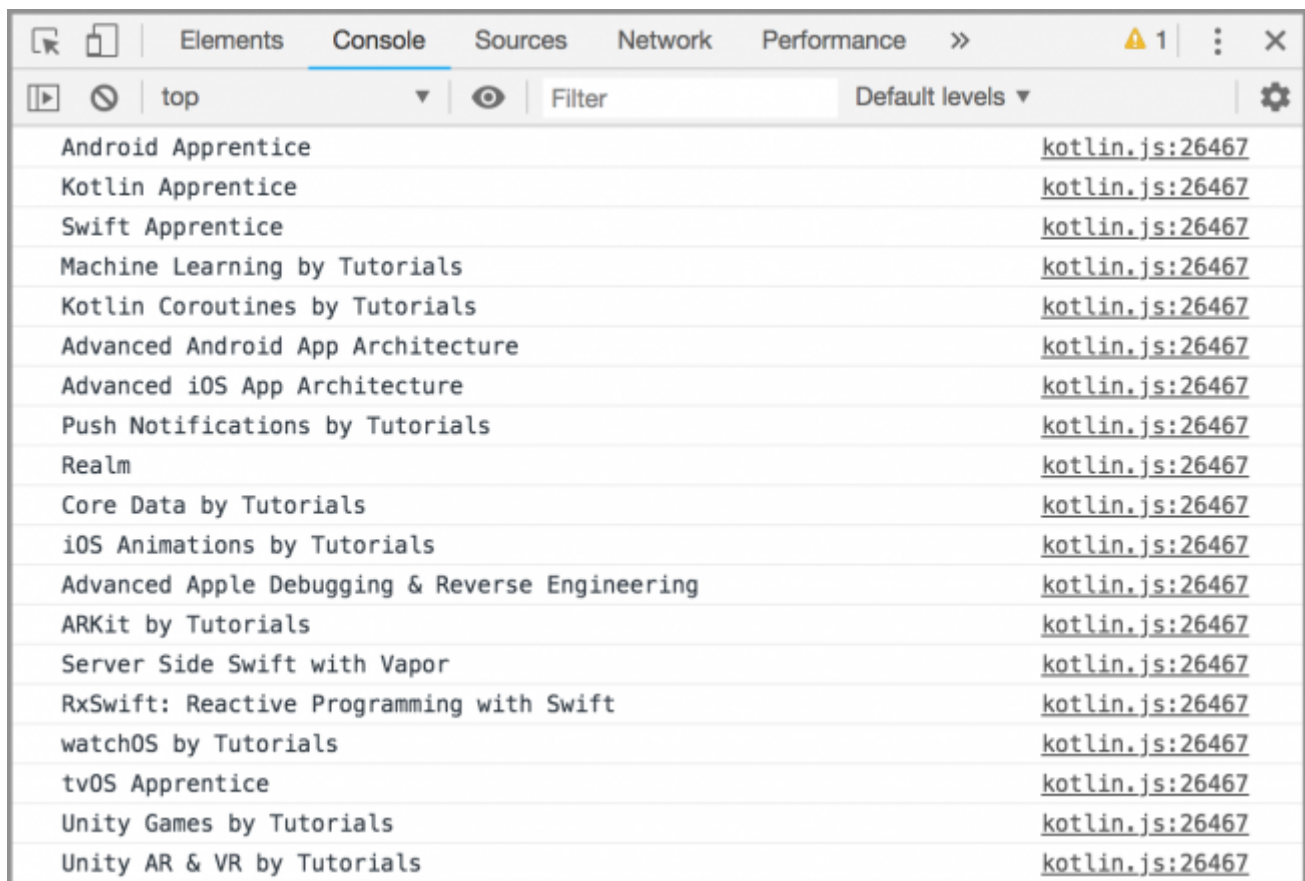 Elements Console Sources Network Performance » 1
top Filter Default levels ▼
Android Apprentice kotlin.js:26467
Kotlin Apprentice kotlin.js:26467
Swift Apprentice kotlin.js:26467
Machine Learning by Tutorials kotlin.js:26467
Kotlin Coroutines by Tutorials kotlin.js:26467
Advanced Android App Architecture kotlin.js:26467
Advanced iOS App Architecture kotlin.js:26467
Push Notifications by Tutorials kotlin.js:26467
Realm kotlin.js:26467
Core Data by Tutorials kotlin.js:26467
iOS Animations by Tutorials kotlin.js:26467
Advanced Apple Debugging & Reverse Engineering kotlin.js:26467
ARKit by Tutorials kotlin.js:26467
Server Side Swift with Vapor kotlin.js:26467
RxSwift: Reactive Programming with Swift kotlin.js:26467
watchOS by Tutorials kotlin.js:26467
tvOS Apprentice kotlin.js:26467
Unity Games by Tutorials kotlin.js:26467
Unity AR & VR by Tutorials kotlin.js:26467